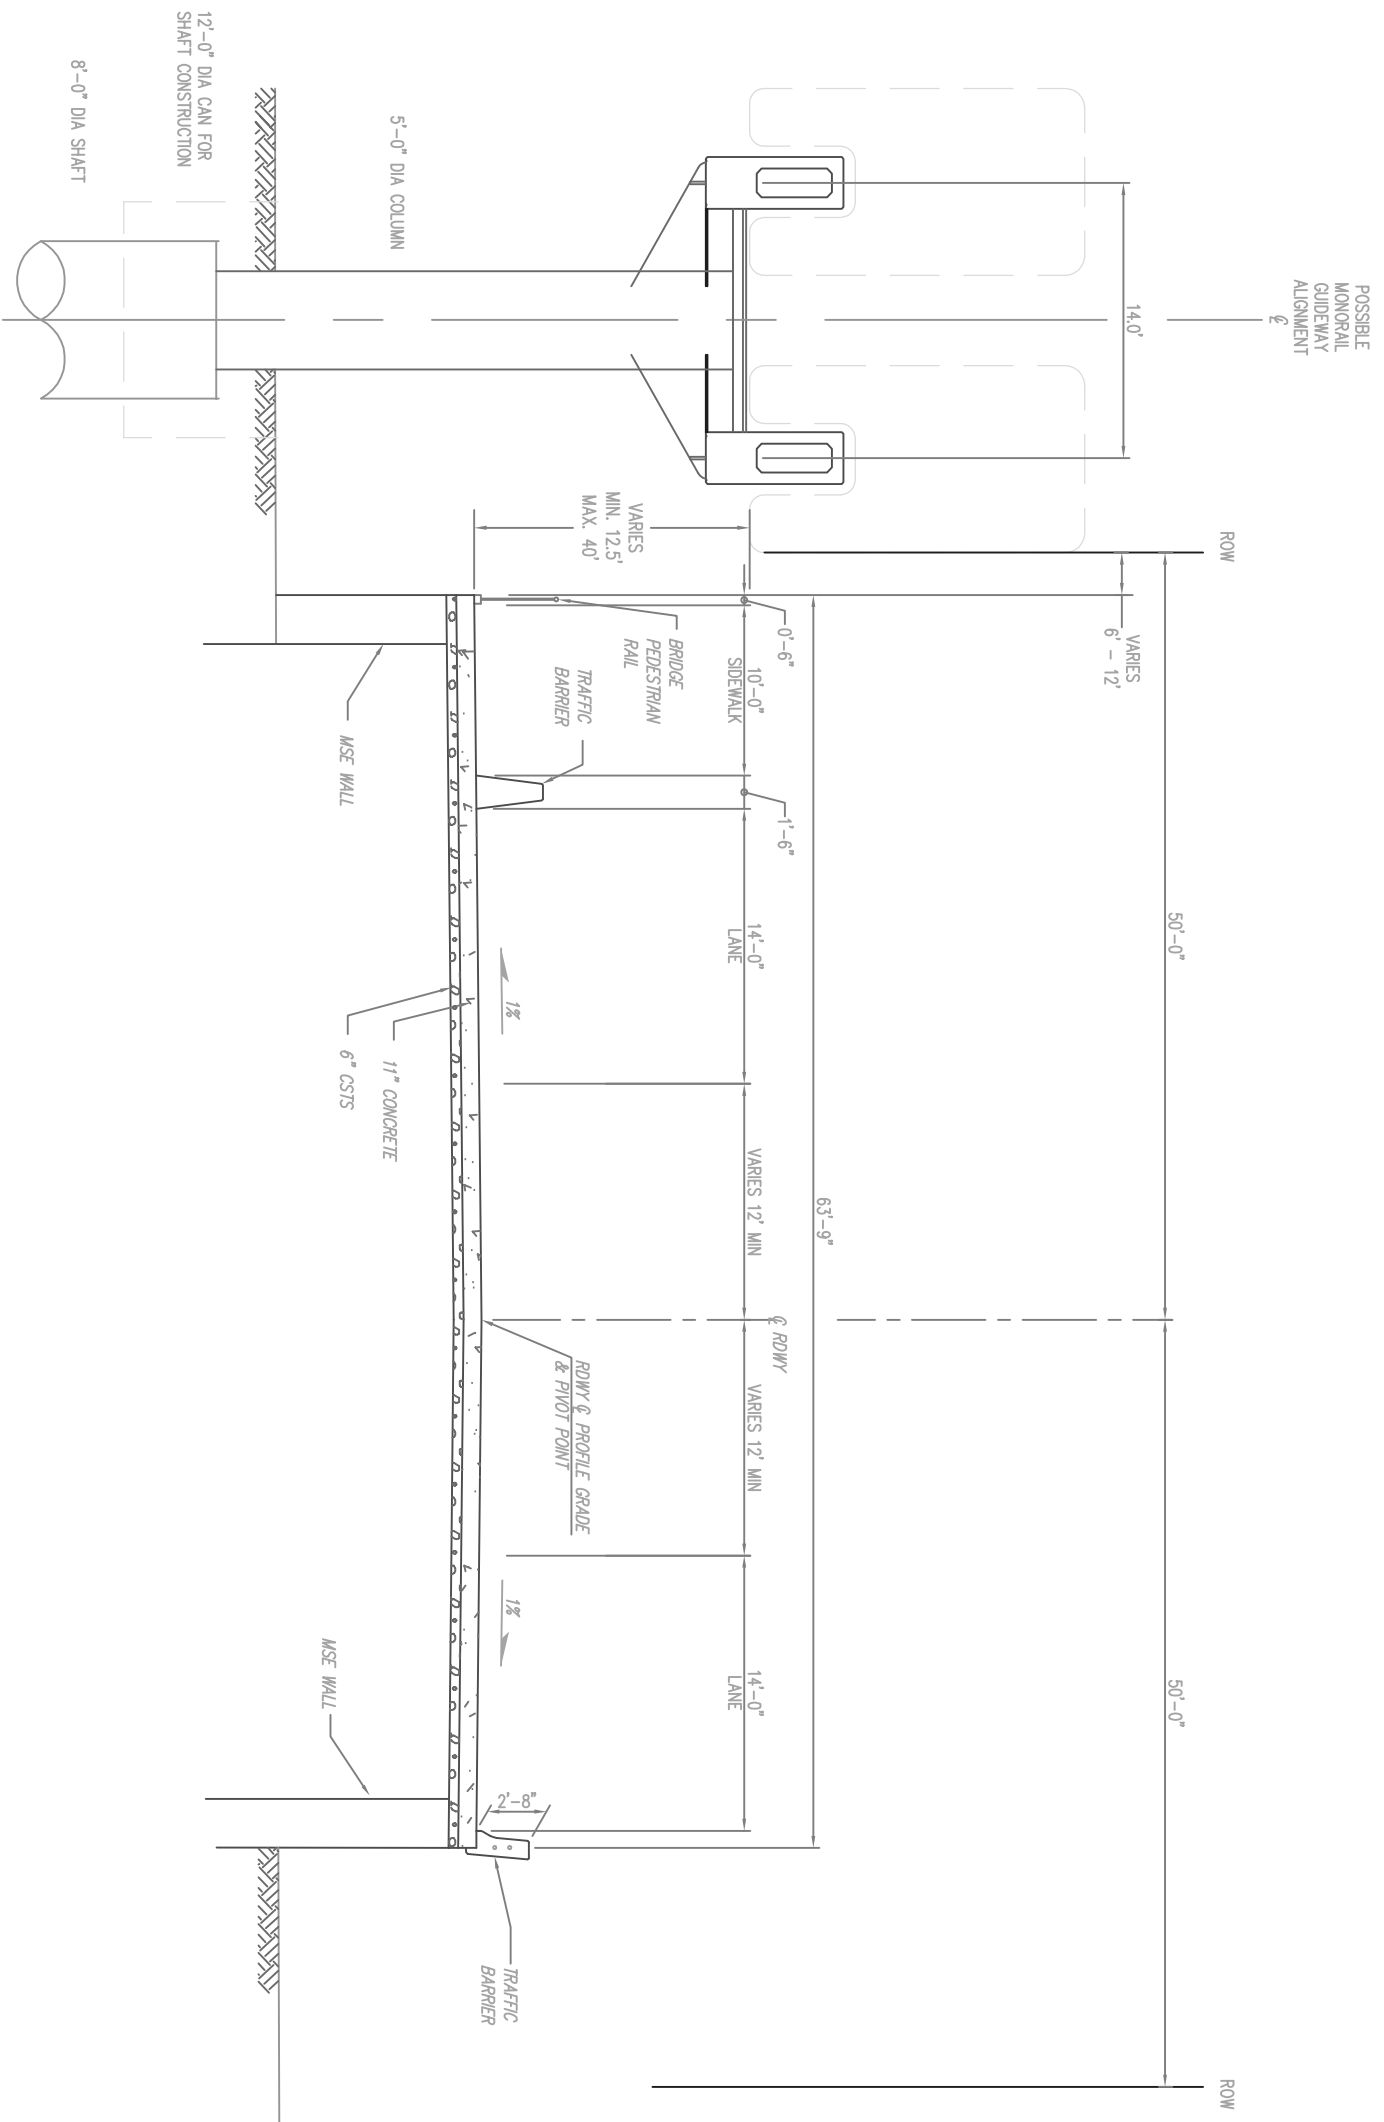 POSSIBLE
MONORAIL
GUIDEWAY
ALIGNMENT
℄
14.0'
ROW
ROW
50'-0"
50'-0"
VARIES
6' - 12'
63'-9"
0'-6"
10'-0"
SIDEWALK
1'-6"
14'-0"
LANE
VARIES 12' MIN
℄ RDWY
VARIES 12' MIN
14'-0"
LANE
VARIES
MIN. 12.5'
MAX. 40'
BRIDGE
PEDESTRIAN
RAIL
TRAFFIC
BARRIER
1%
RDWY ℄ PROFILE GRADE
& PIVOT POINT
1%
2'-8"
TRAFFIC
BARRIER
5'-0" DIA COLUMN
MSE WALL
11" CONCRETE
6" CSTS
MSE WALL
12'-0" DIA CAN FOR
SHAFT CONSTRUCTION
8'-0" DIA SHAFT